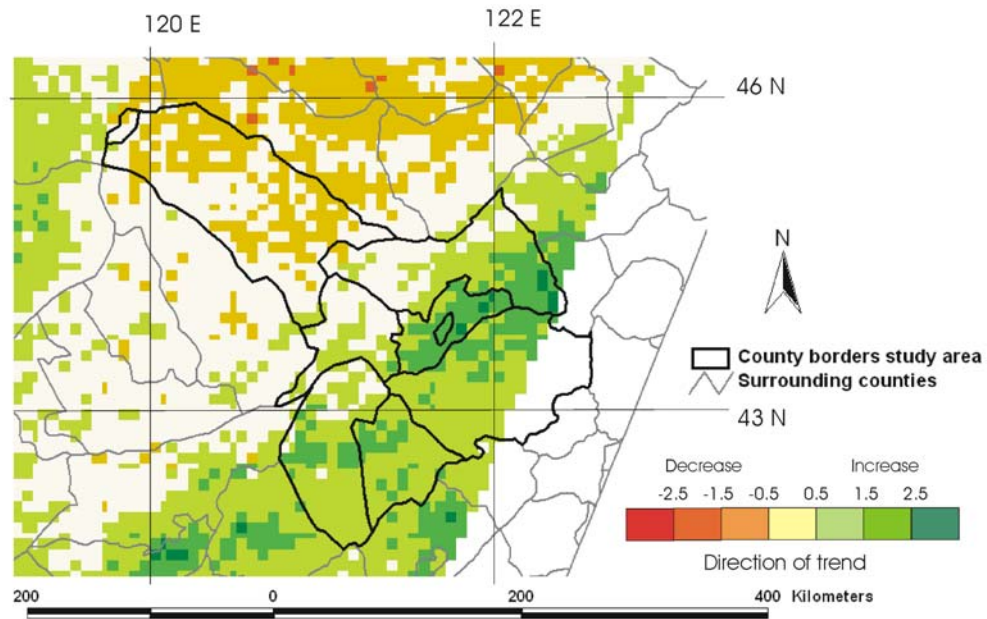 120 E
122 E
46 N
N
County borders study area
Surrounding counties
43 N
Decrease Increase
-2.5 -1.5 -0.5 0.5 1.5 2.5
Direction of trend
200 0 200 400 Kilometers